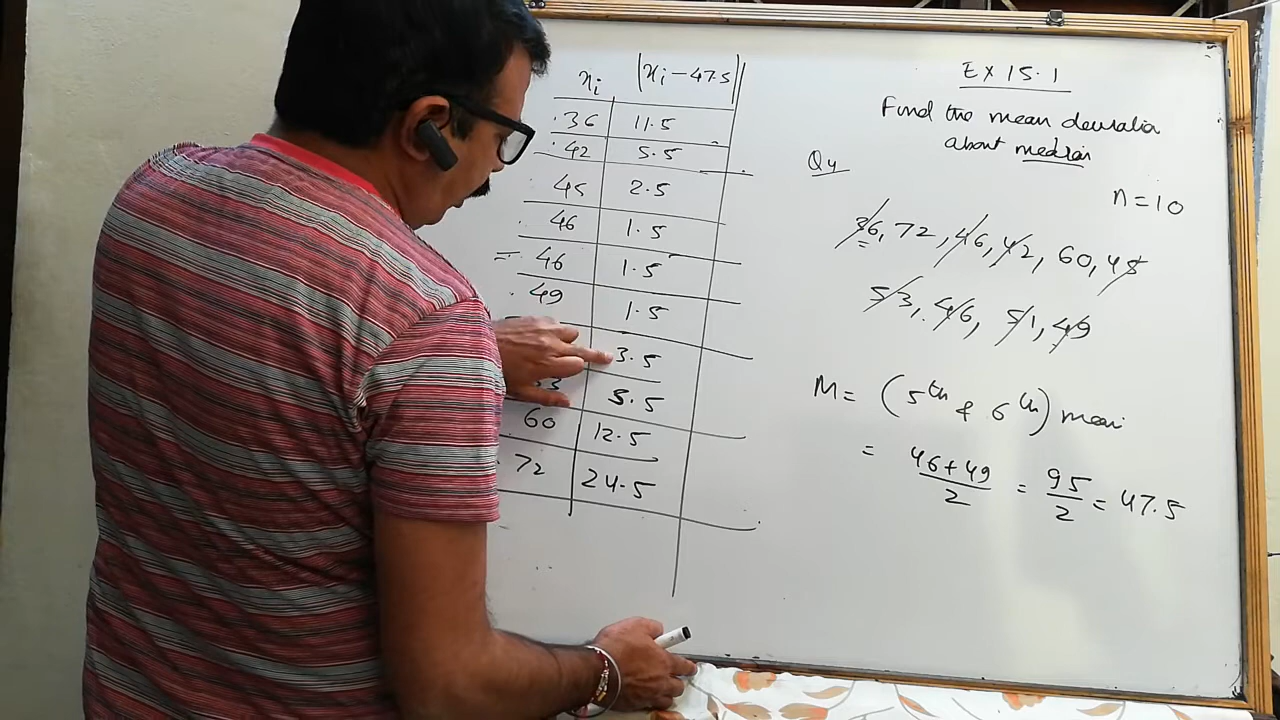 xi |xi – 47.5|
36 11.5
42 5.5
45 2.5
46 1.5
46 1.5
49 1.5
3.5
53 5.5
60 12.5
72 24.5
Ex 15.1
Find the mean deviation
about median
Q4
n = 10
36, 72, 46, 42, 60, 45
53, 46, 51, 49
M = (5th & 6th) mean
= 46+49/2 = 95/2 = 47.5